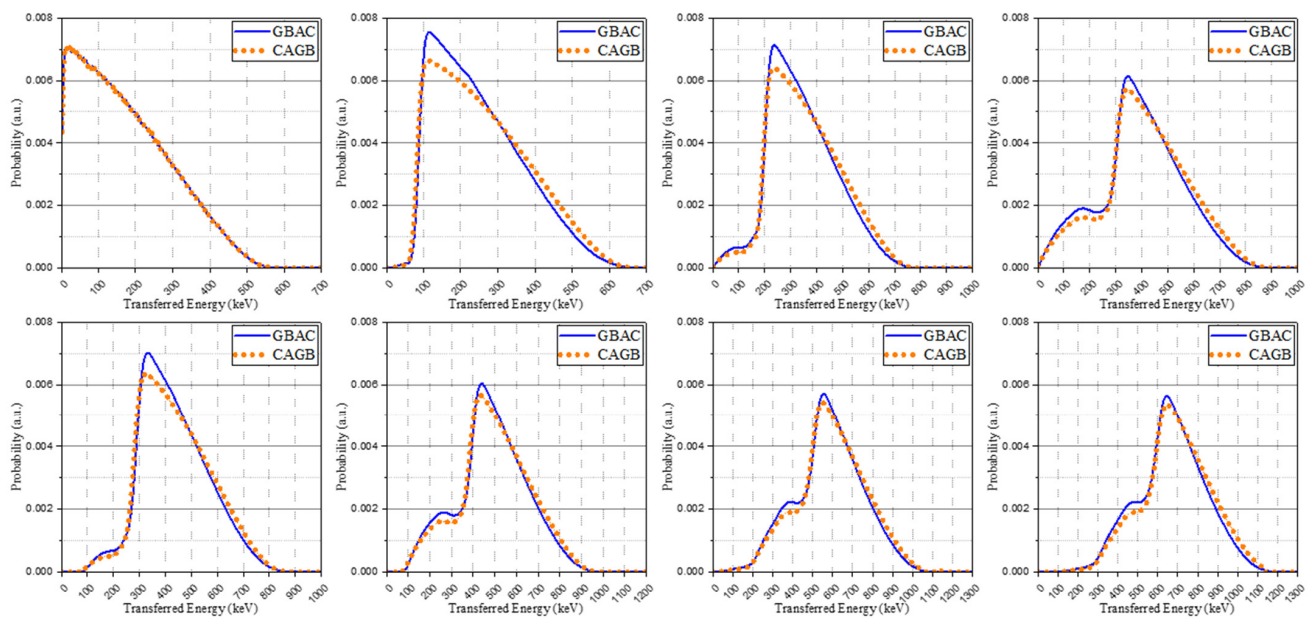 0.008
0.006
0.004
0.002
0.000
Probability (a.u.)
GBAC
CAGB
0 100 200 300 400 500 600 700
Transferred Energy (keV)
0.008
0.006
0.004
0.002
0.000
Probability (a.u.)
GBAC
CAGB
0 100 200 300 400 500 600 700
Transferred Energy (keV)
0.008
0.006
0.004
0.002
0.000
Probability (a.u.)
GBAC
CAGB
0 100 200 300 400 500 600 700 800 900 1000
Transferred Energy (keV)
0.008
0.006
0.004
0.002
0.000
Probability (a.u.)
GBAC
CAGB
0 100 200 300 400 500 600 700 800 900 1000
Transferred Energy (keV)
0.008
0.006
0.004
0.002
0.000
Probability (a.u.)
GBAC
CAGB
0 100 200 300 400 500 600 700 800 900 1000
Transferred Energy (keV)
0.008
0.006
0.004
0.002
0.000
Probability (a.u.)
GBAC
CAGB
0 100 200 300 400 500 600 700 800 900 1000 1100 1200
Transferred Energy (keV)
0.008
0.006
0.004
0.002
0.000
Probability (a.u.)
GBAC
CAGB
0 100 200 300 400 500 600 700 800 900 1000 1100 1200 1300
Transferred Energy (keV)
0.008
0.006
0.004
0.002
0.000
Probability (a.u.)
GBAC
CAGB
0 100 200 300 400 500 600 700 800 900 1000 1100 1200 1300
Transferred Energy (keV)